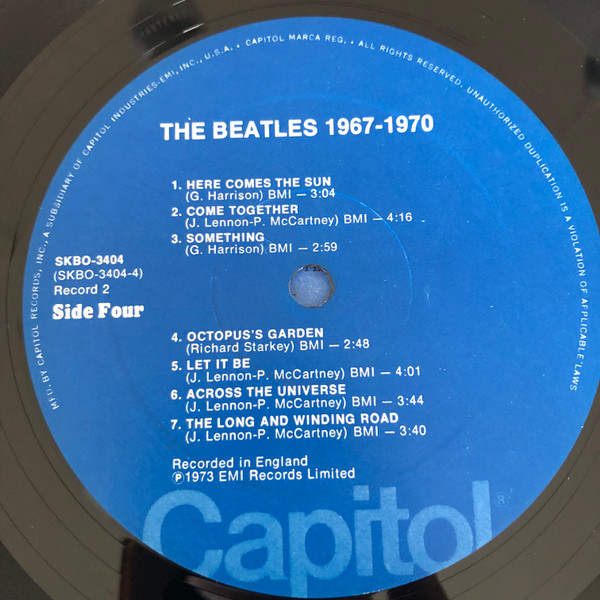 MFD. BY CAPITOL RECORDS, INC., A SUBSIDIARY OF CAPITOL INDUSTRIES-EMI, INC., U.S.A. • CAPITOL MARCA REG. • ALL RIGHTS RESERVED. UNAUTHORIZED DUPLICATION IS A VIOLATION OF APPLICABLE LAWS
THE BEATLES 1967-1970
1. HERE COMES THE SUN
(G. Harrison) BMI — 3:04
2. COME TOGETHER
(J. Lennon-P. McCartney) BMI — 4:16
3. SOMETHING
(G. Harrison) BMI — 2:59
SKBO-3404
(SKBO-3404-4)
Record 2
Side Four
4. OCTOPUS'S GARDEN
(Richard Starkey) BMI — 2:48
5. LET IT BE
(J. Lennon-P. McCartney) BMI — 4:01
6. ACROSS THE UNIVERSE
(J. Lennon-P. McCartney) BMI — 3:44
7. THE LONG AND WINDING ROAD
(J. Lennon-P. McCartney) BMI — 3:40
Recorded in England
℗1973 EMI Records Limited
Capitol®